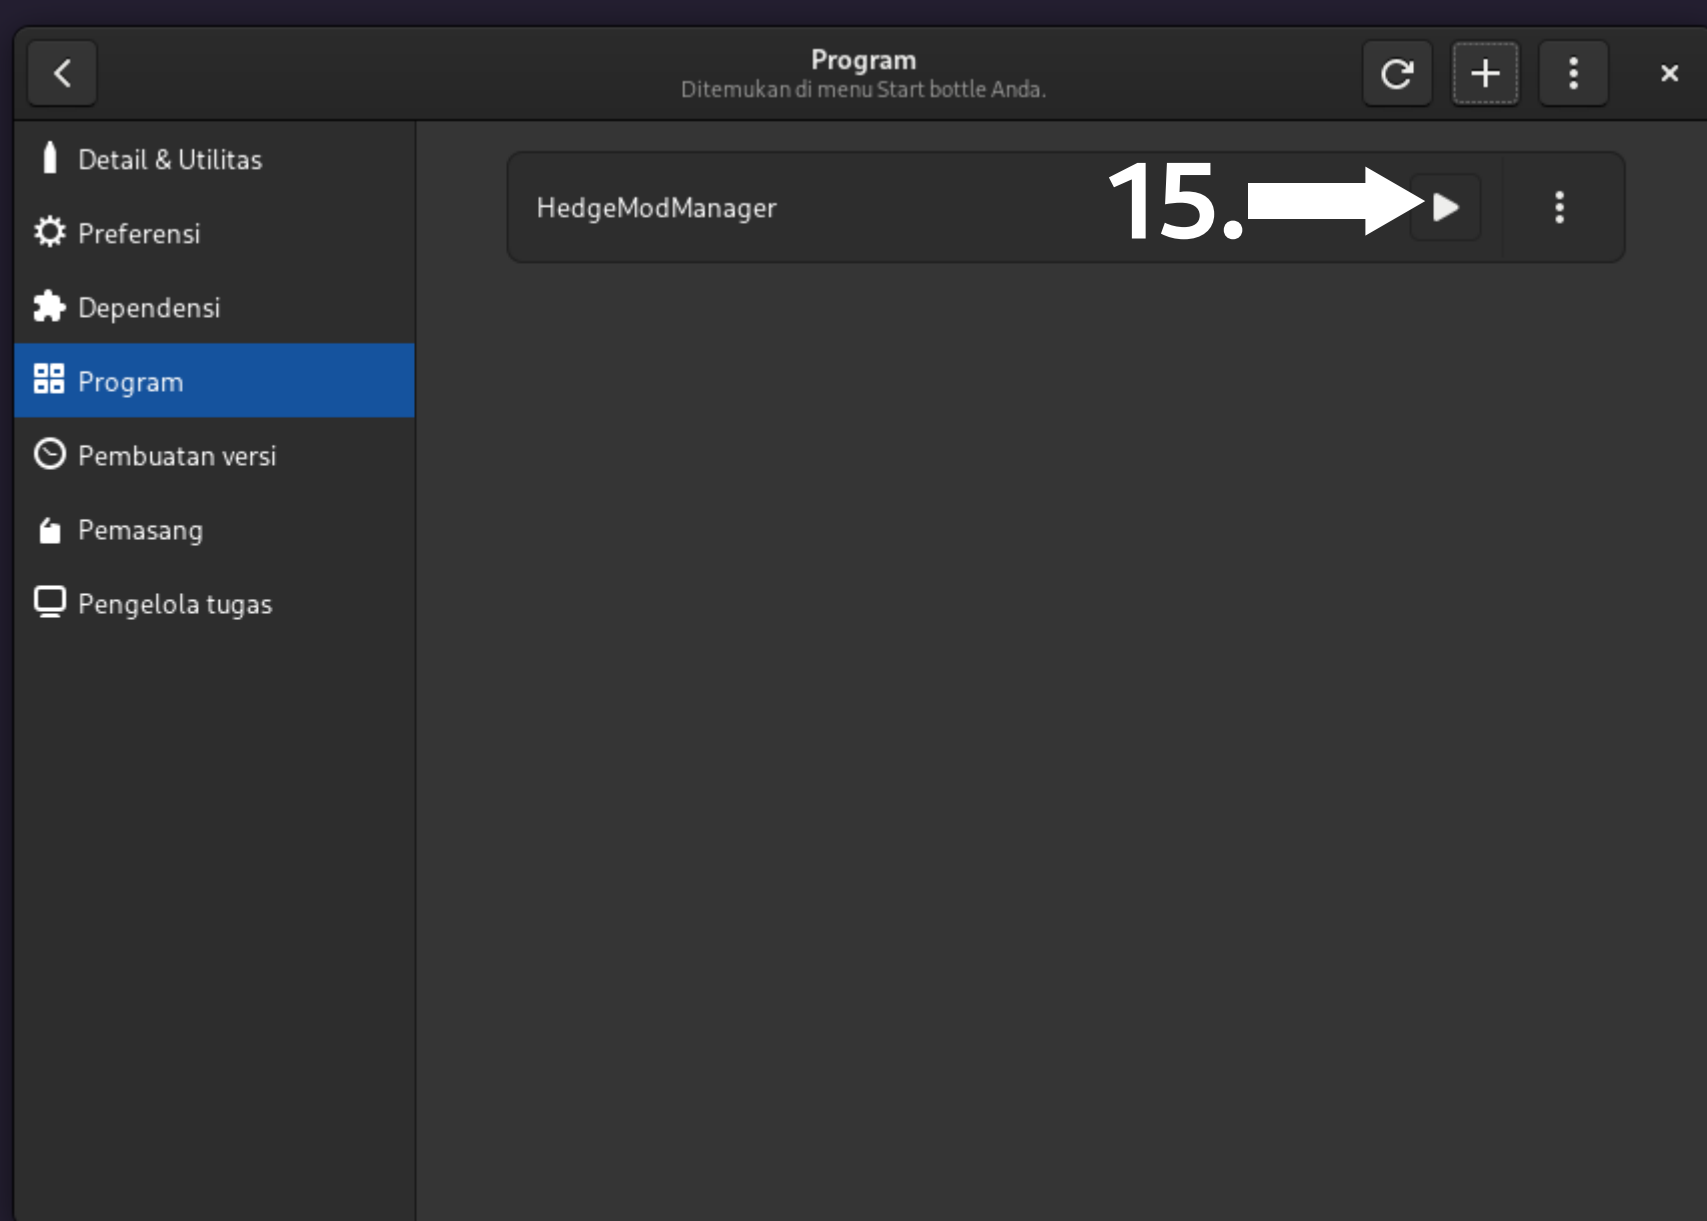 Program
Ditemukan di menu Start bottle Anda.
Detail & Utilitas
Preferensi
Dependensi
Program
Pembuatan versi
Pemasang
Pengelola tugas
HedgeModManager
15.